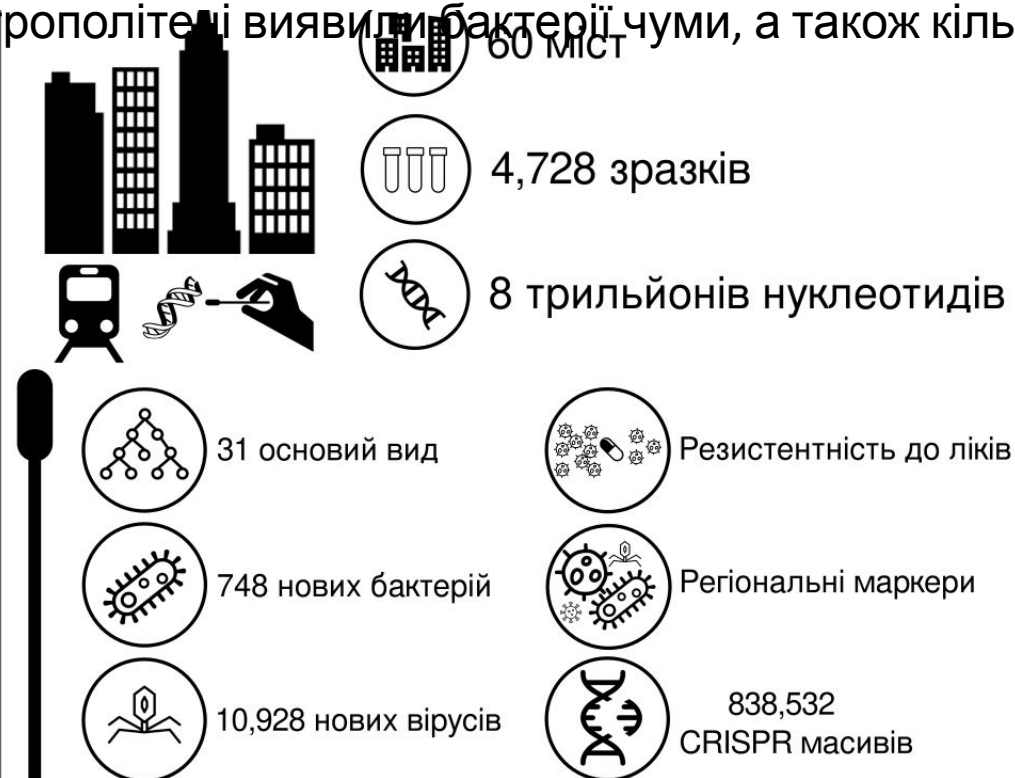 рополітені виявили бактерії чуми, а також кіль
60 міст
4,728 зразків
8 трильйонів нуклеотидів
31 основий вид
Резистентність до ліків
748 нових бактерій
Регіональні маркери
10,928 нових вірусів
838,532
CRISPR масивів